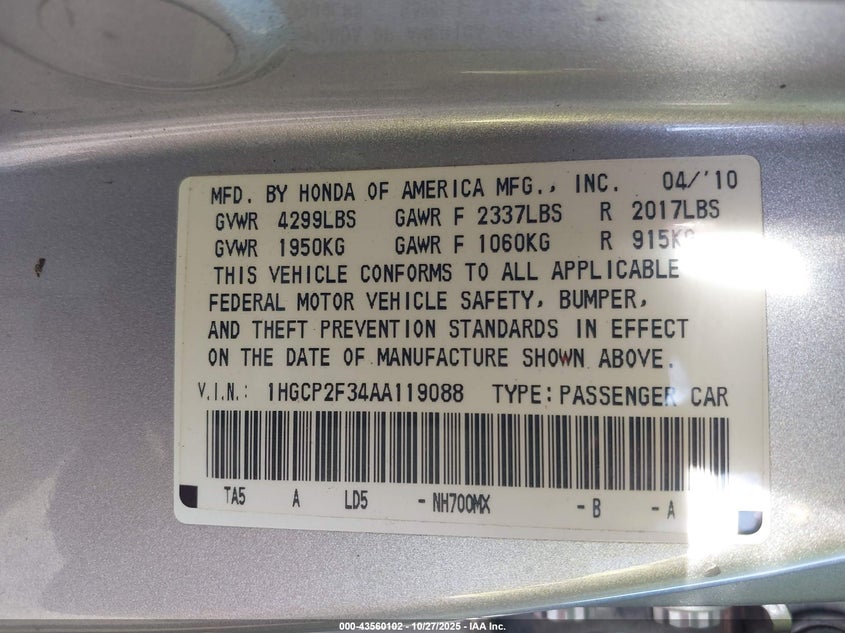 MFD. BY HONDA OF AMERICA MFG., INC. 04/'10
GVWR 4299LBS GAWR F 2337LBS R 2017LBS
GVWR 1950KG GAWR F 1060KG R 915KG
THIS VEHICLE CONFORMS TO ALL APPLICABLE
FEDERAL MOTOR VEHICLE SAFETY, BUMPER,
AND THEFT PREVENTION STANDARDS IN EFFECT
ON THE DATE OF MANUFACTURE SHOWN ABOVE.
V.I.N.: 1HGCP2F34AA119088 TYPE: PASSENGER CAR
TA5 A LD5 - NH700MX - B - A
000-43560102 - 10/27/2025 - IAA Inc.